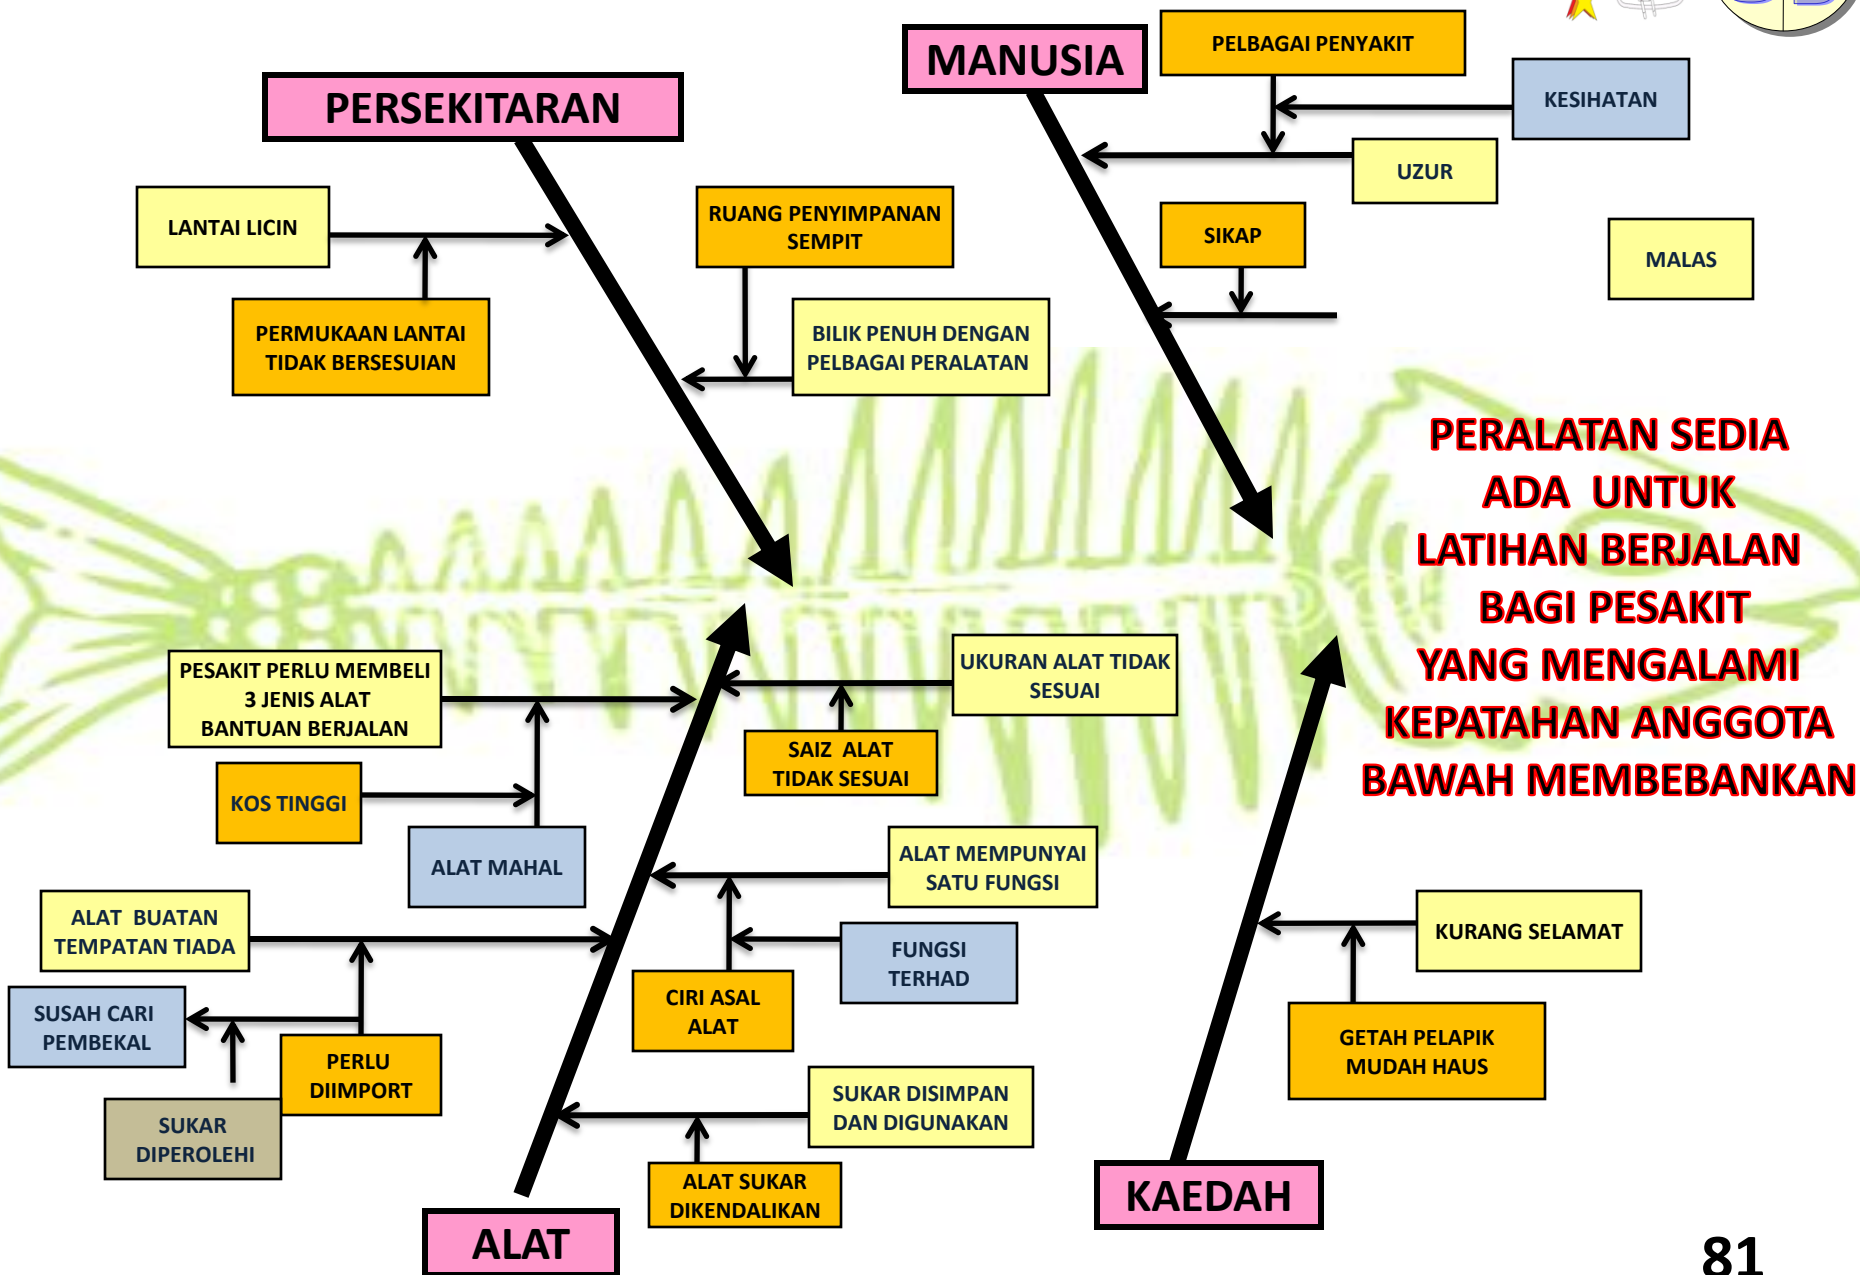 MANUSIA
PELBAGAI PENYAKIT
KESIHATAN
PERSEKITARAN
UZUR
LANTAI LICIN
RUANG PENYIMPANAN
SEMPIT
SIKAP
MALAS
PERMUKAAN LANTAI
TIDAK BERSESUIAN
BILIK PENUH DENGAN
PELBAGAI PERALATAN
PERALATAN SEDIA
ADA UNTUK
LATIHAN BERJALAN
BAGI PESAKIT
YANG MENGALAMI
KEPATAHAN ANGGOTA
BAWAH MEMBEBANKAN
PESAKIT PERLU MEMBELI
3 JENIS ALAT
BANTUAN BERJALAN
UKURAN ALAT TIDAK
SESUAI
SAIZ ALAT
TIDAK SESUAI
KOS TINGGI
ALAT MAHAL
ALAT MEMPUNYAI
SATU FUNGSI
ALAT BUATAN
TEMPATAN TIADA
KURANG SELAMAT
FUNGSI
TERHAD
CIRI ASAL
ALAT
SUSAH CARI
PEMBEKAL
PERLU
DIIMPORT
GETAH PELAPIK
MUDAH HAUS
SUKAR
DIPEROLEHI
SUKAR DISIMPAN
DAN DIGUNAKAN
ALAT SUKAR
DIKENDALIKAN
KAEDAH
ALAT
81